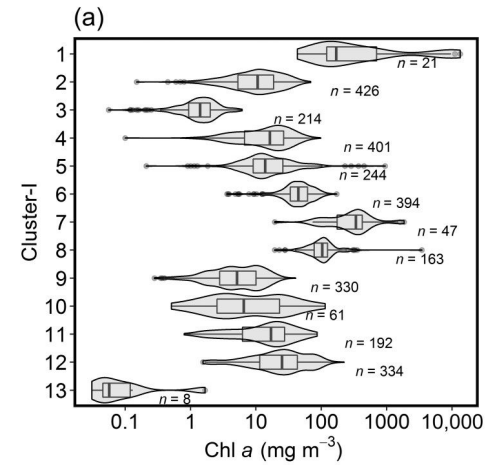 (a)
1
n = 21
2
n = 426
3
n = 214
4
n = 401
5
n = 244
6
n = 394
7
n = 47
8
n = 163
9
n = 330
10
n = 61
11
n = 192
12
n = 334
13
n = 8
Cluster-I
0.1 1 10 100 1000 10,000
Chl a (mg m⁻³)